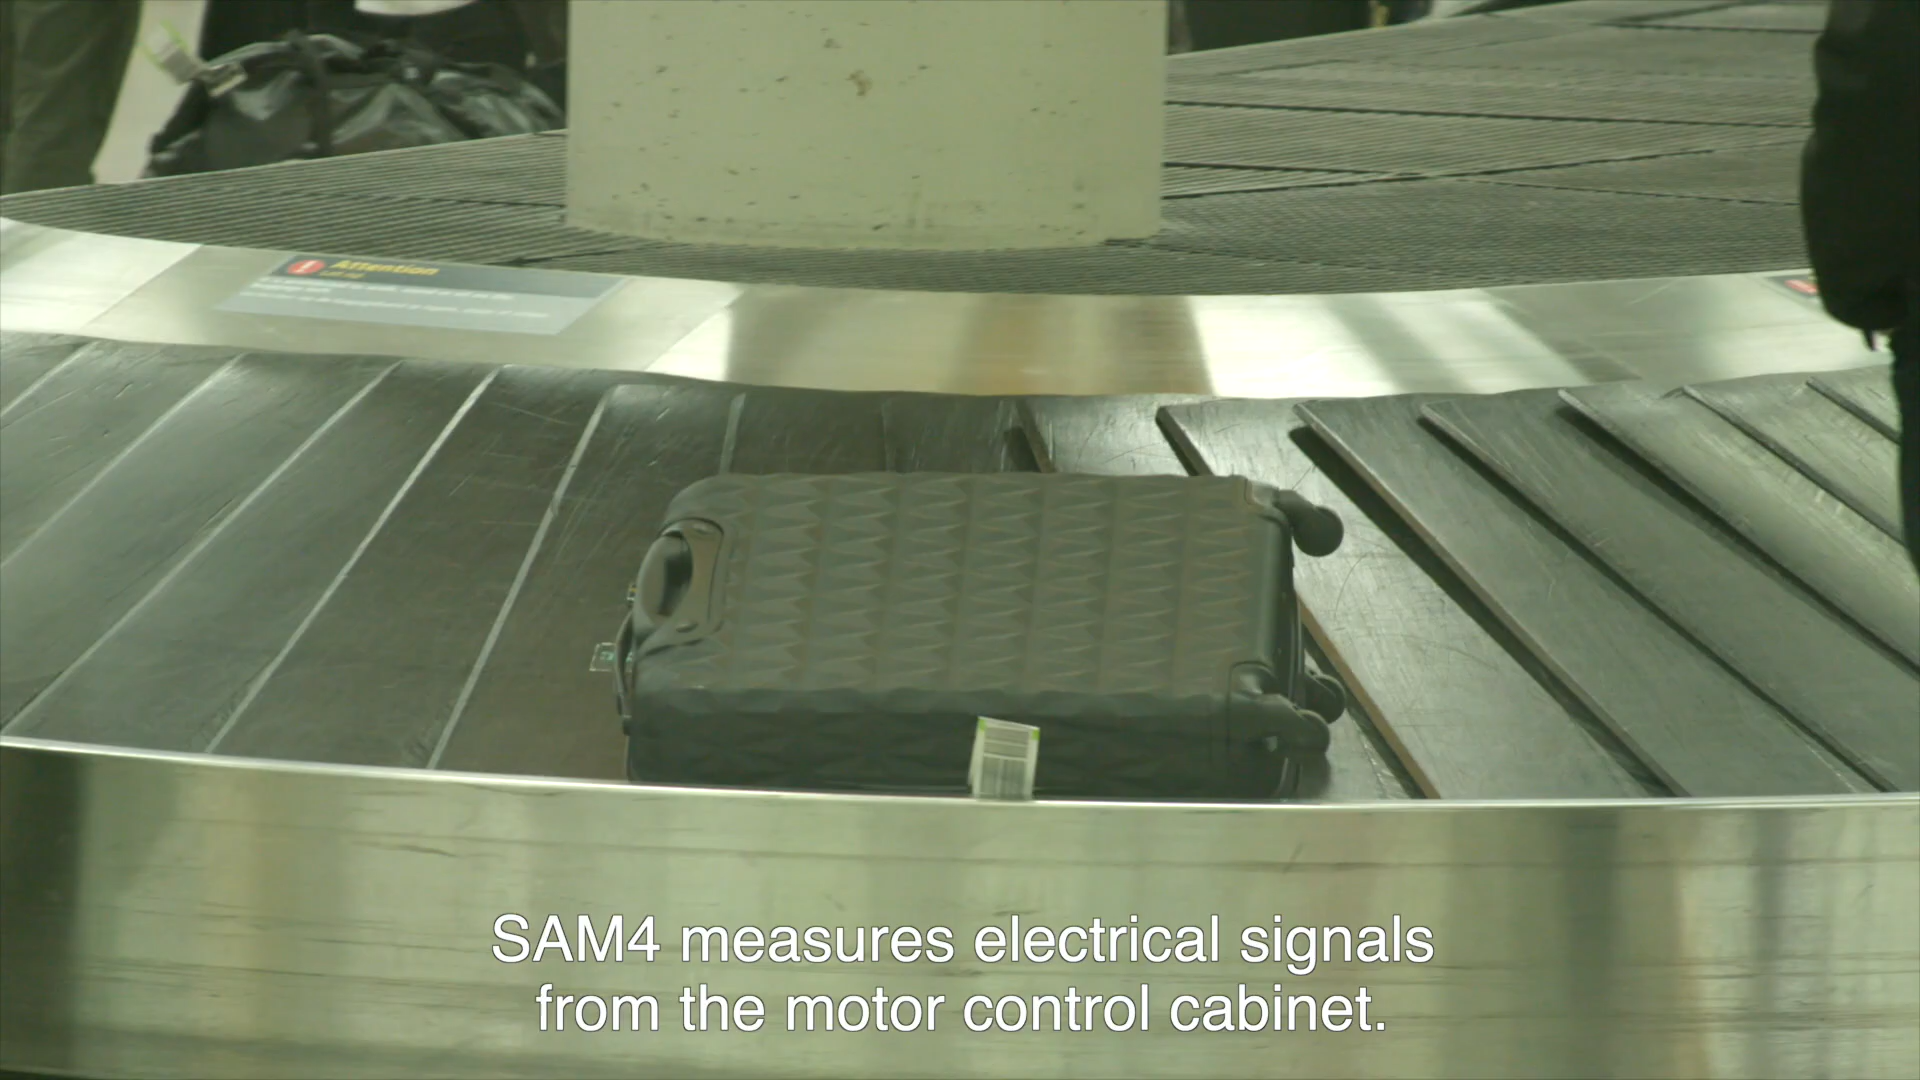 Attention
SAM4 measures electrical signals
from the motor control cabinet.